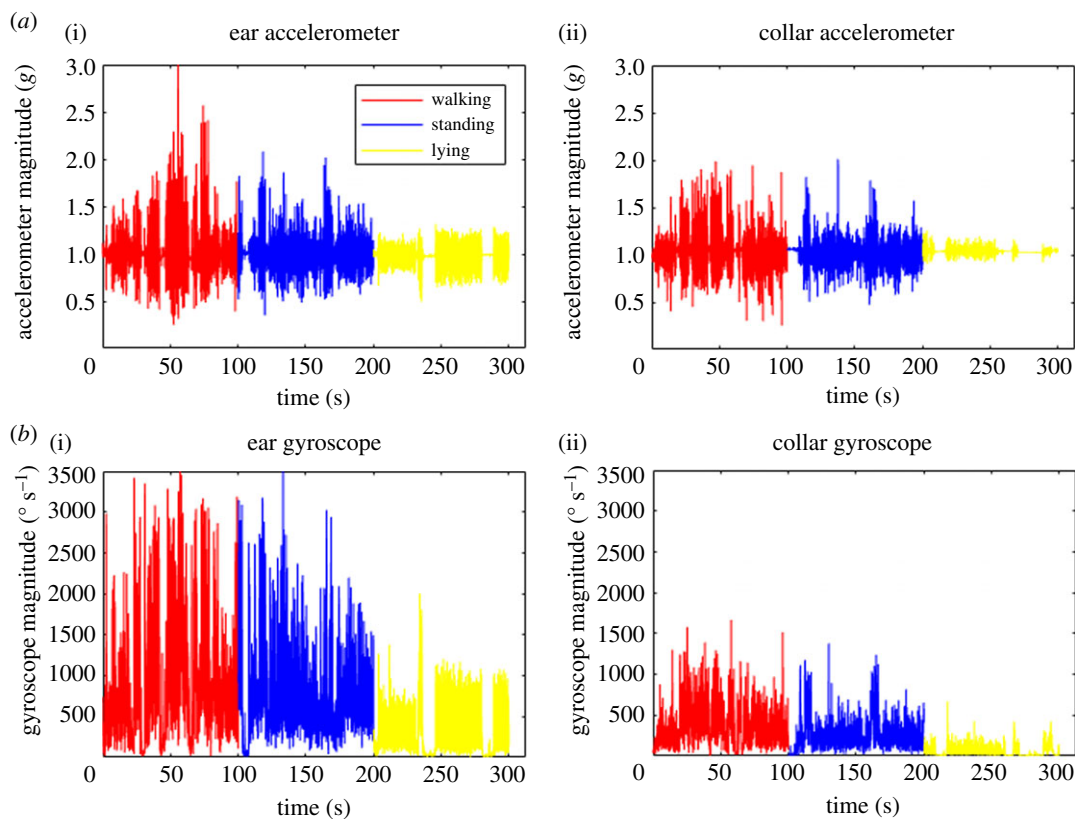 (a)
(i)
ear accelerometer
accelerometer magnitude (g)
3.0
2.5
2.0
1.5
1.0
0.5
0
50
100
150
200
250
300
time (s)
walking
standing
lying
(ii)
collar accelerometer
accelerometer magnitude (g)
3.0
2.5
2.0
1.5
1.0
0.5
0
50
100
150
200
250
300
time (s)
(b)
(i)
ear gyroscope
gyroscope magnitude (° s⁻¹)
3500
3000
2500
2000
1500
1000
500
0
50
100
150
200
250
300
time (s)
(ii)
collar gyroscope
gyroscope magnitude (° s⁻¹)
3500
3000
2500
2000
1500
1000
500
0
50
100
150
200
250
300
time (s)